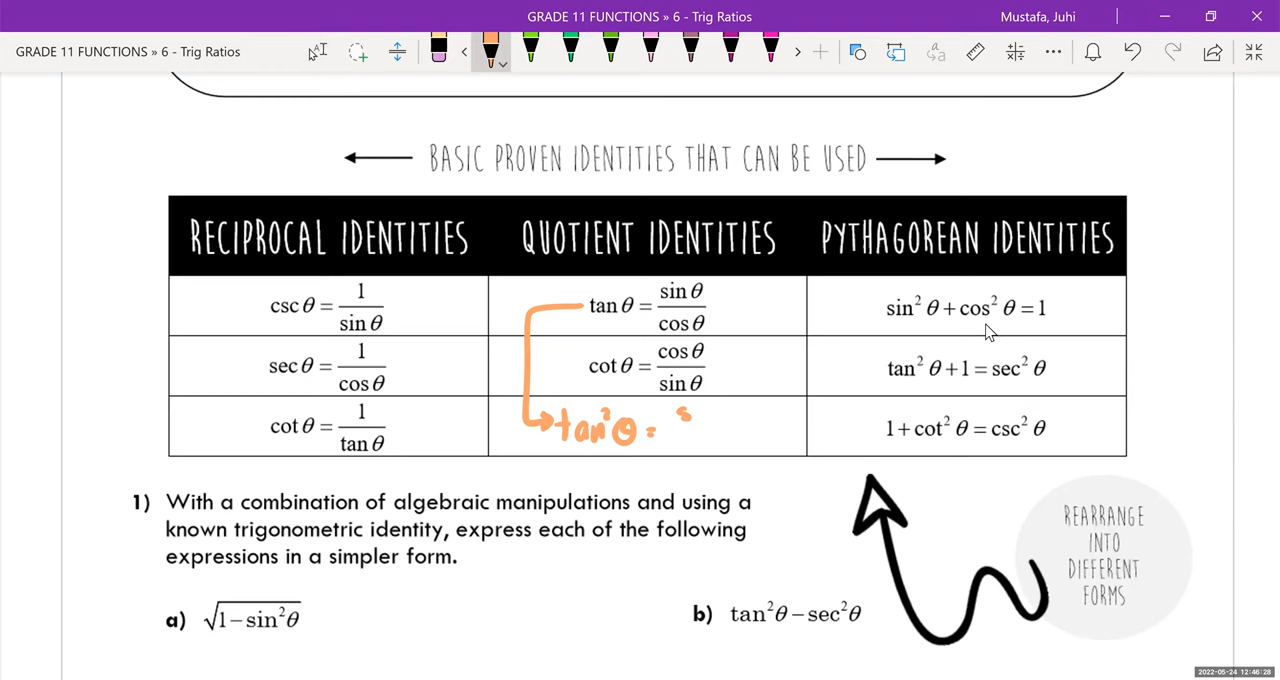 GRADE 11 FUNCTIONS » 6 - Trig Ratios
Mustafa, Juhi
GRADE 11 FUNCTIONS » 6 - Trig Ratios
BASIC PROVEN IDENTITIES THAT CAN BE USED
RECIPROCAL IDENTITIES QUOTIENT IDENTITIES PYTHAGOREAN IDENTITIES
csc θ = 1/sin θ tan θ = sin θ/cos θ sin² θ + cos² θ = 1
sec θ = 1/cos θ cot θ = cos θ/sin θ tan² θ + 1 = sec² θ
cot θ = 1/tan θ tan²θ = s 1 + cot² θ = csc² θ
1) With a combination of algebraic manipulations and using a
known trigonometric identity, express each of the following
expressions in a simpler form.
REARRANGE
INTO
DIFFERENT
FORMS
a) √(1 − sin²θ) b) tan²θ − sec²θ
2022-05-24 12:46:28